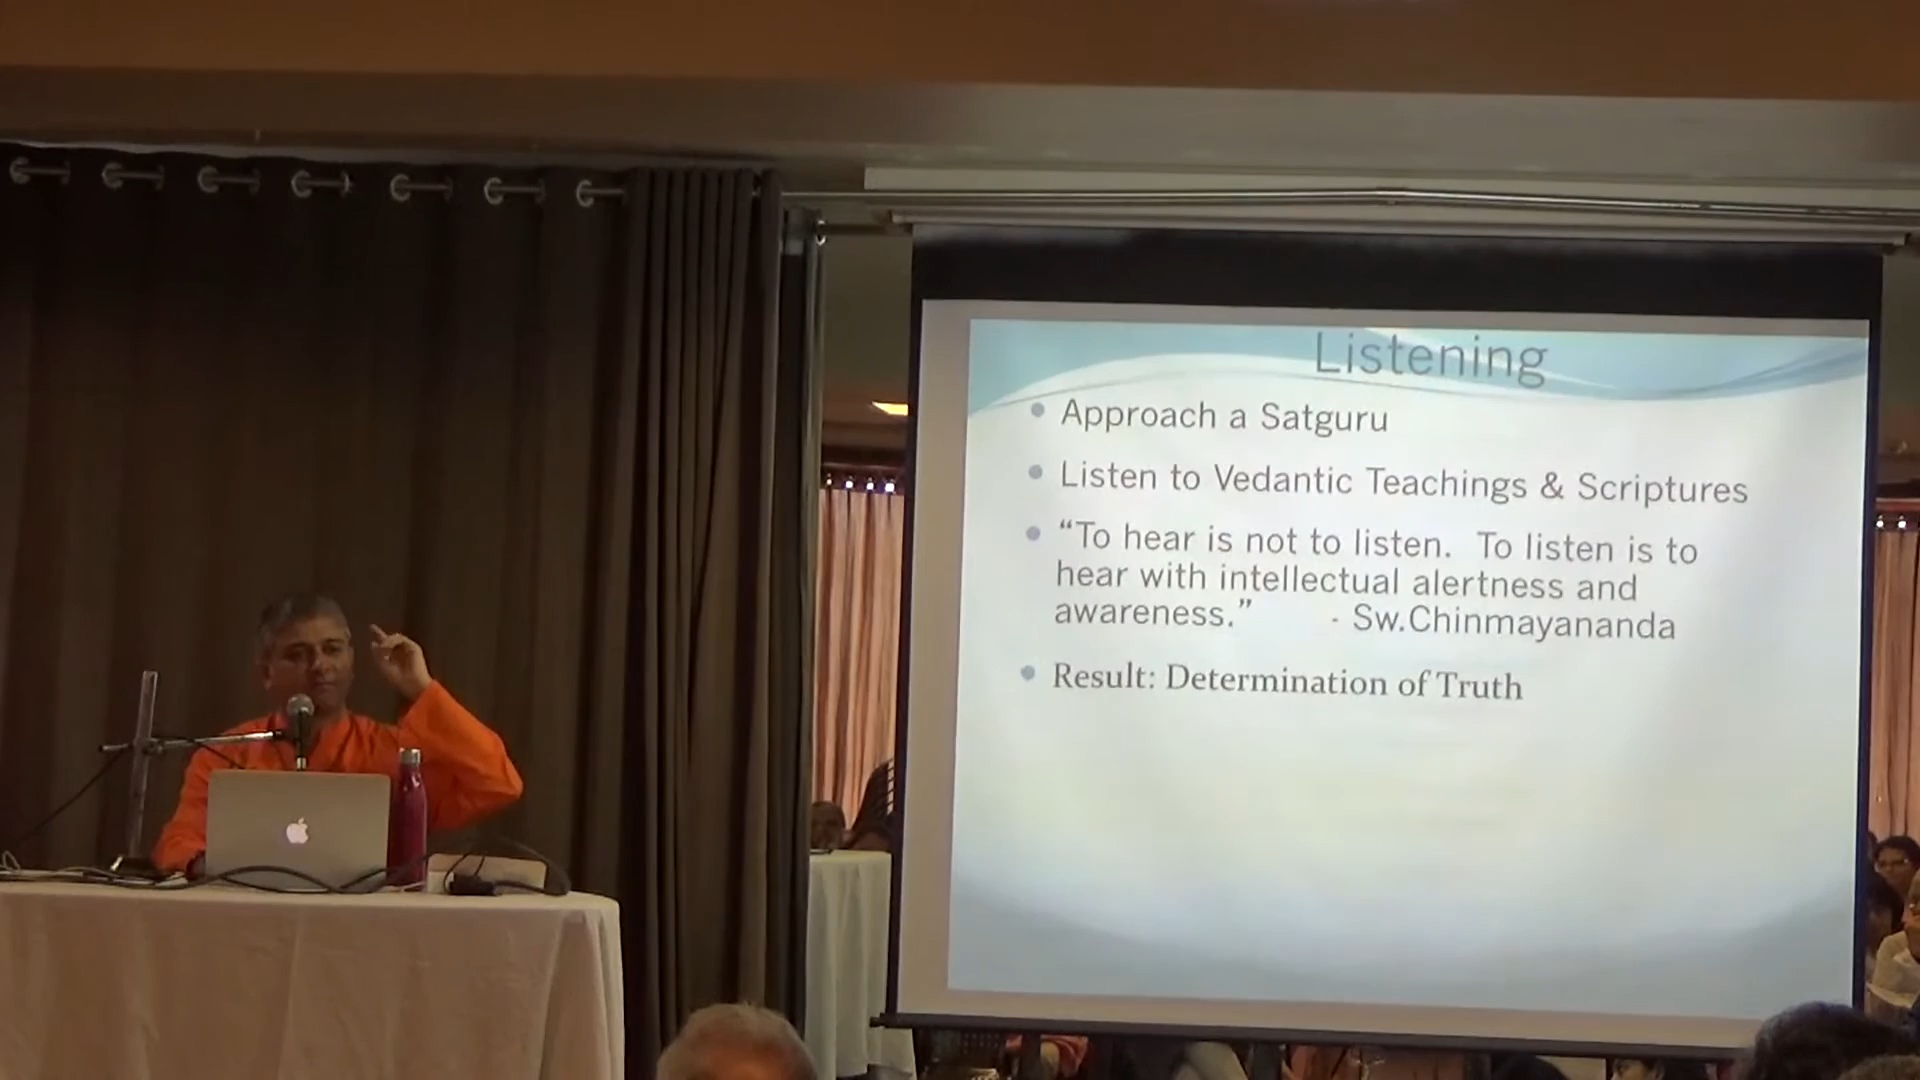 Listening
Approach a Satguru
Listen to Vedantic Teachings & Scriptures
“To hear is not to listen.  To listen is to
hear with intellectual alertness and
awareness.” - Sw.Chinmayananda
Result: Determination of Truth